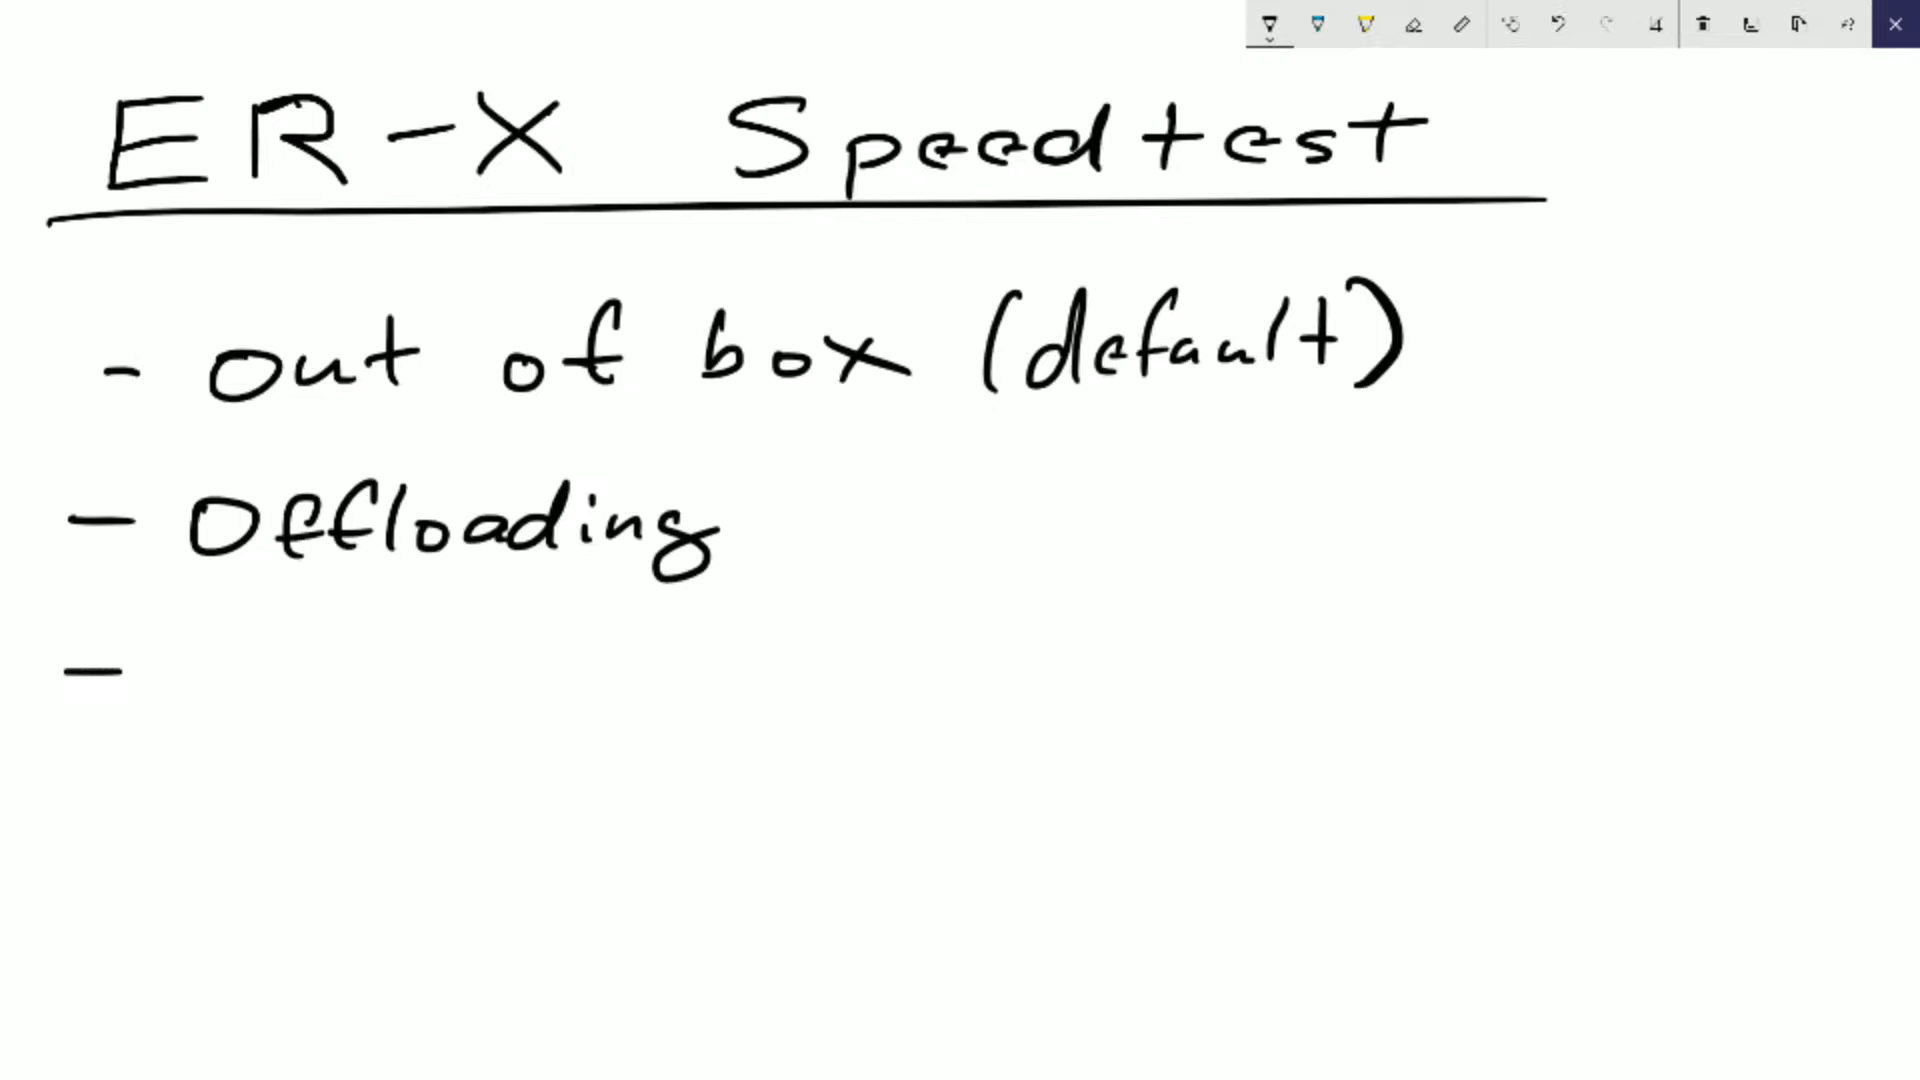 ER-X Speedtest
- out of box (default)
- Offloading
-